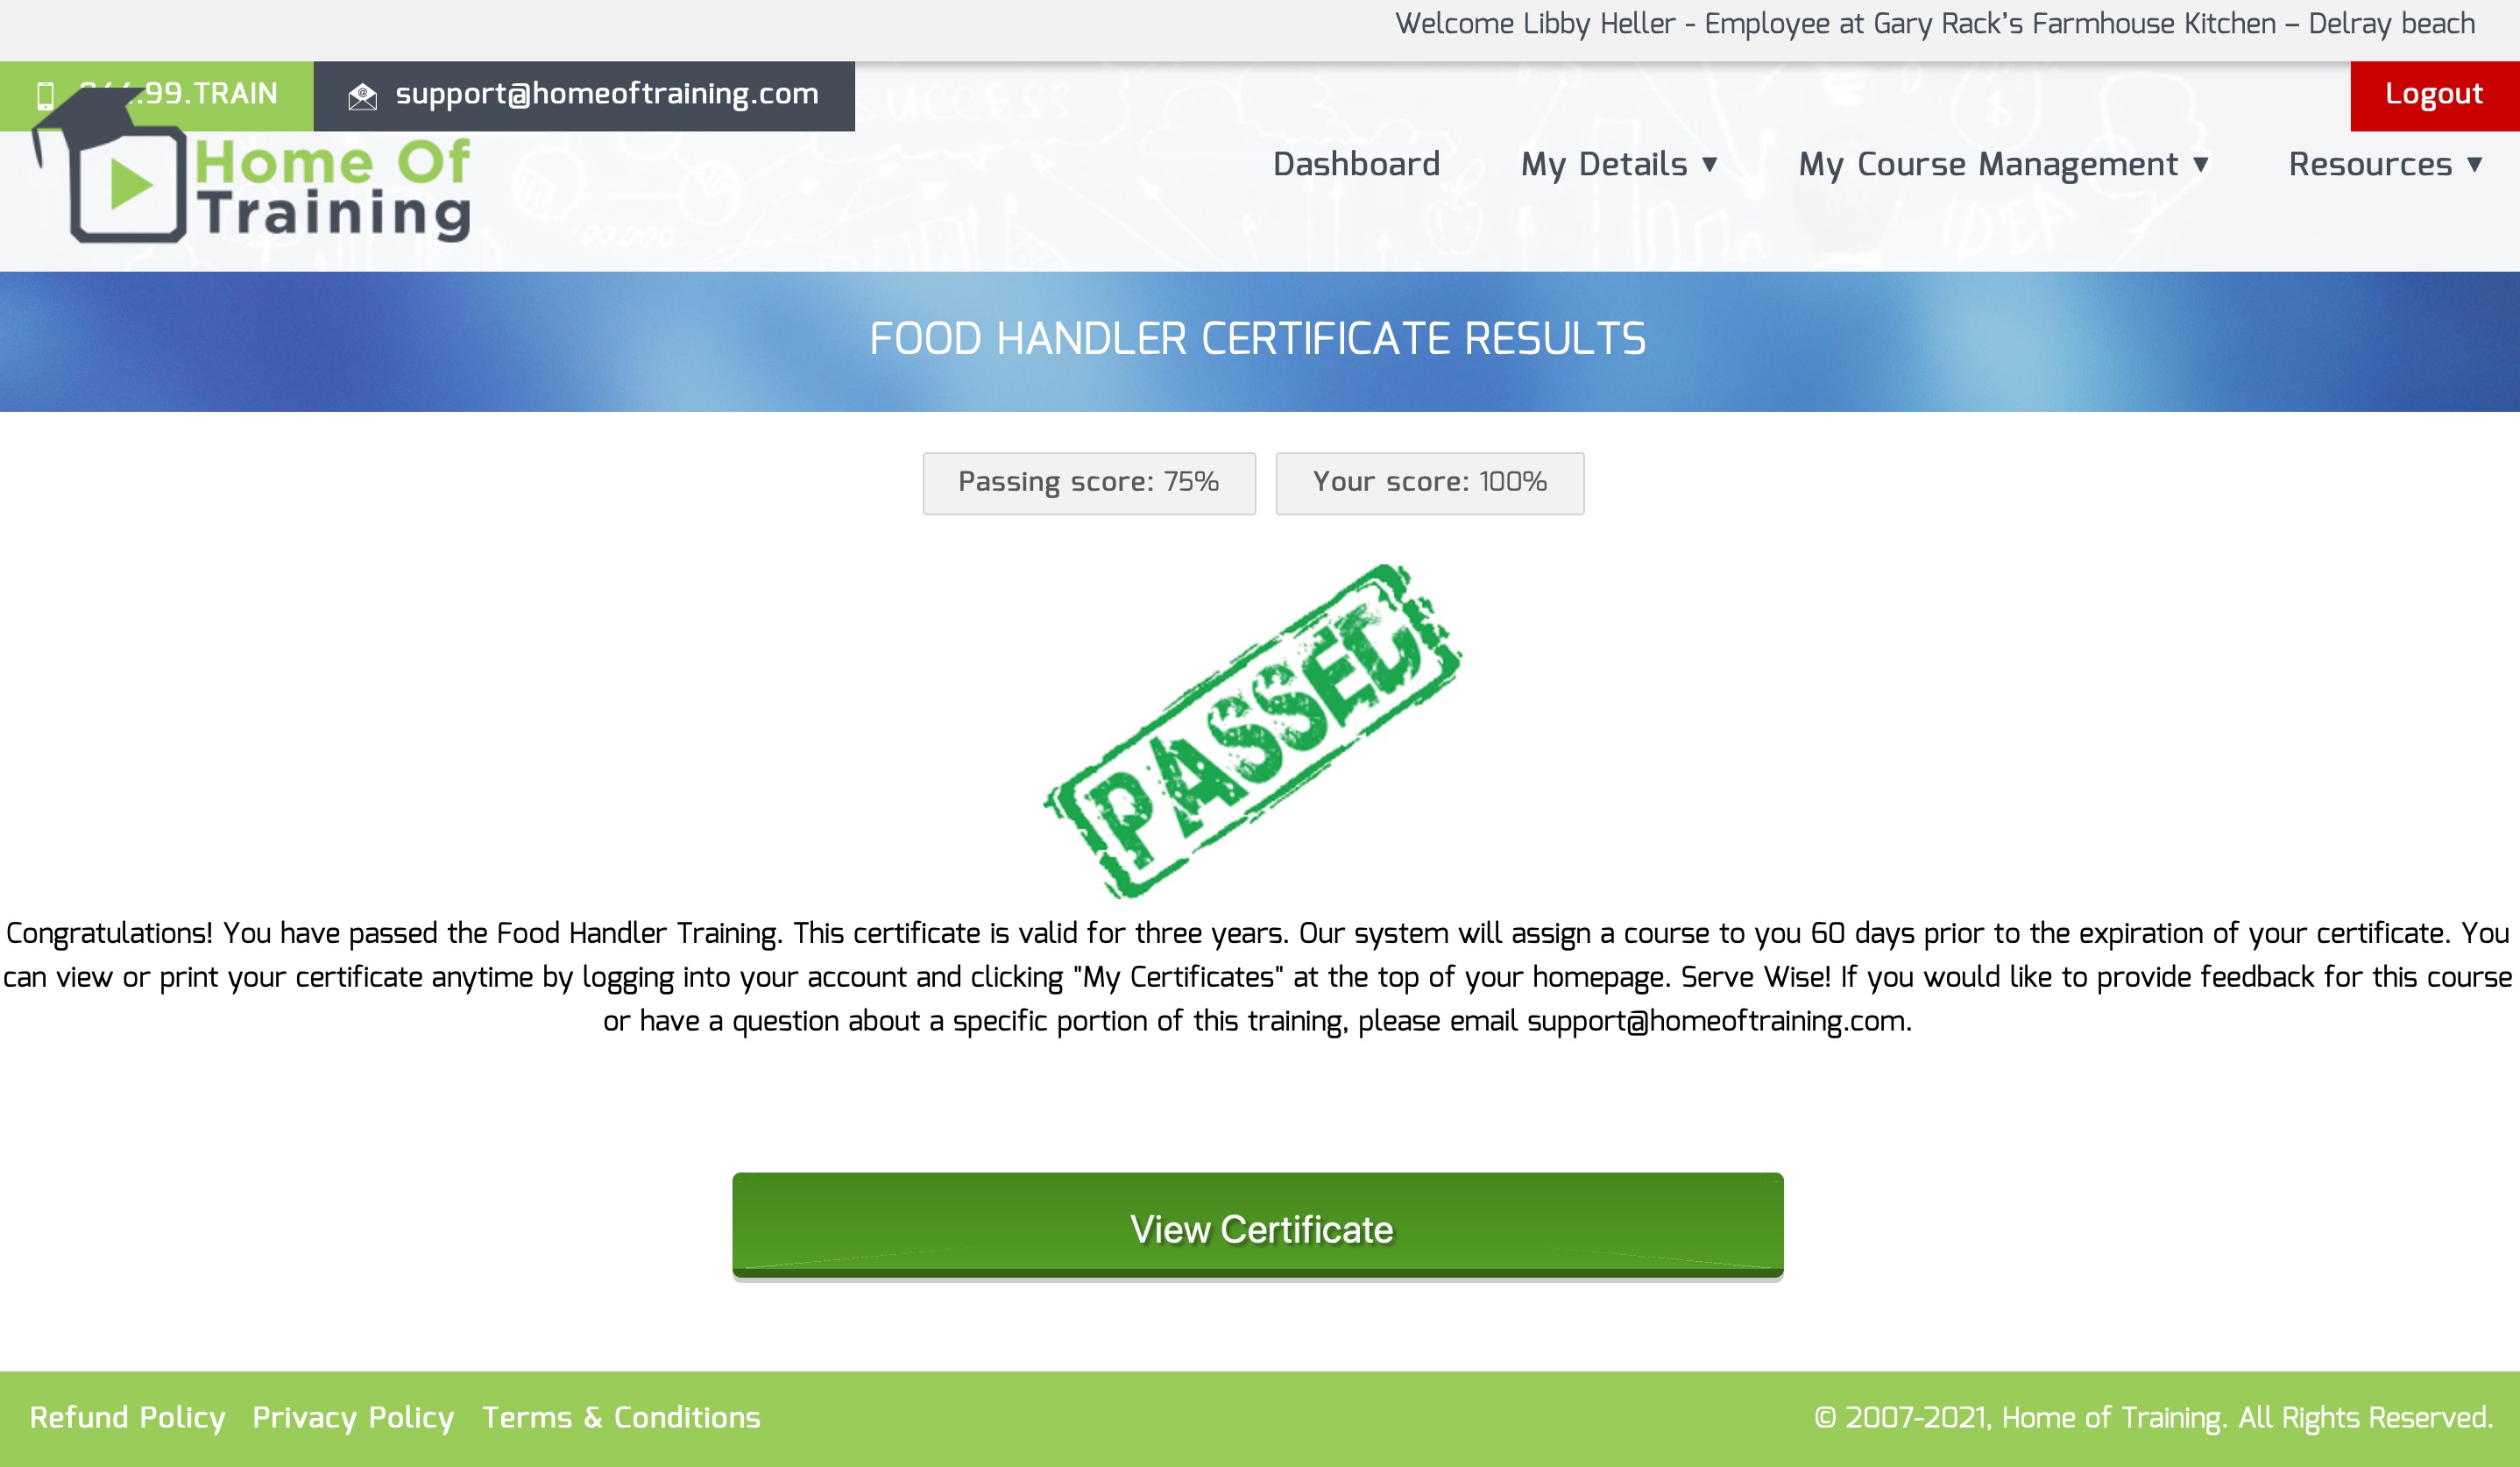 Welcome Libby Heller - Employee at Gary Rack's Farmhouse Kitchen – Delray beach
.99.TRAIN
support@homeoftraining.com
Logout
Home Of
Training
Dashboard
My Details ▼
My Course Management ▼
Resources ▼
FOOD HANDLER CERTIFICATE RESULTS
Passing score: 75%
Your score: 100%
PASSED
Congratulations! You have passed the Food Handler Training. This certificate is valid for three years. Our system will assign a course to you 60 days prior to the expiration of your certificate. You
can view or print your certificate anytime by logging into your account and clicking "My Certificates" at the top of your homepage. Serve Wise! If you would like to provide feedback for this course
or have a question about a specific portion of this training, please email support@homeoftraining.com.
View Certificate
Refund Policy Privacy Policy Terms & Conditions
© 2007-2021, Home of Training. All Rights Reserved.